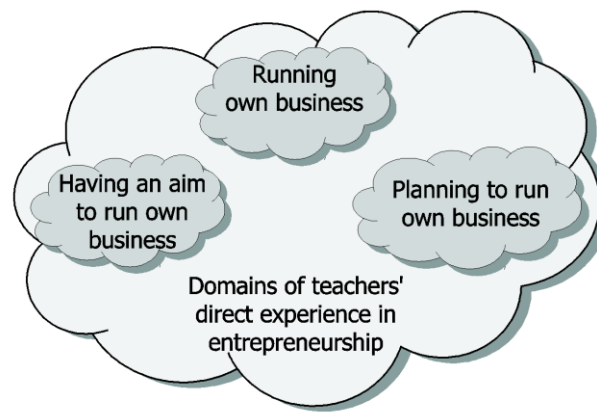 Running
own business
Having an aim
to run own
business
Planning to run
own business
Domains of teachers'
direct experience in
entrepreneurship